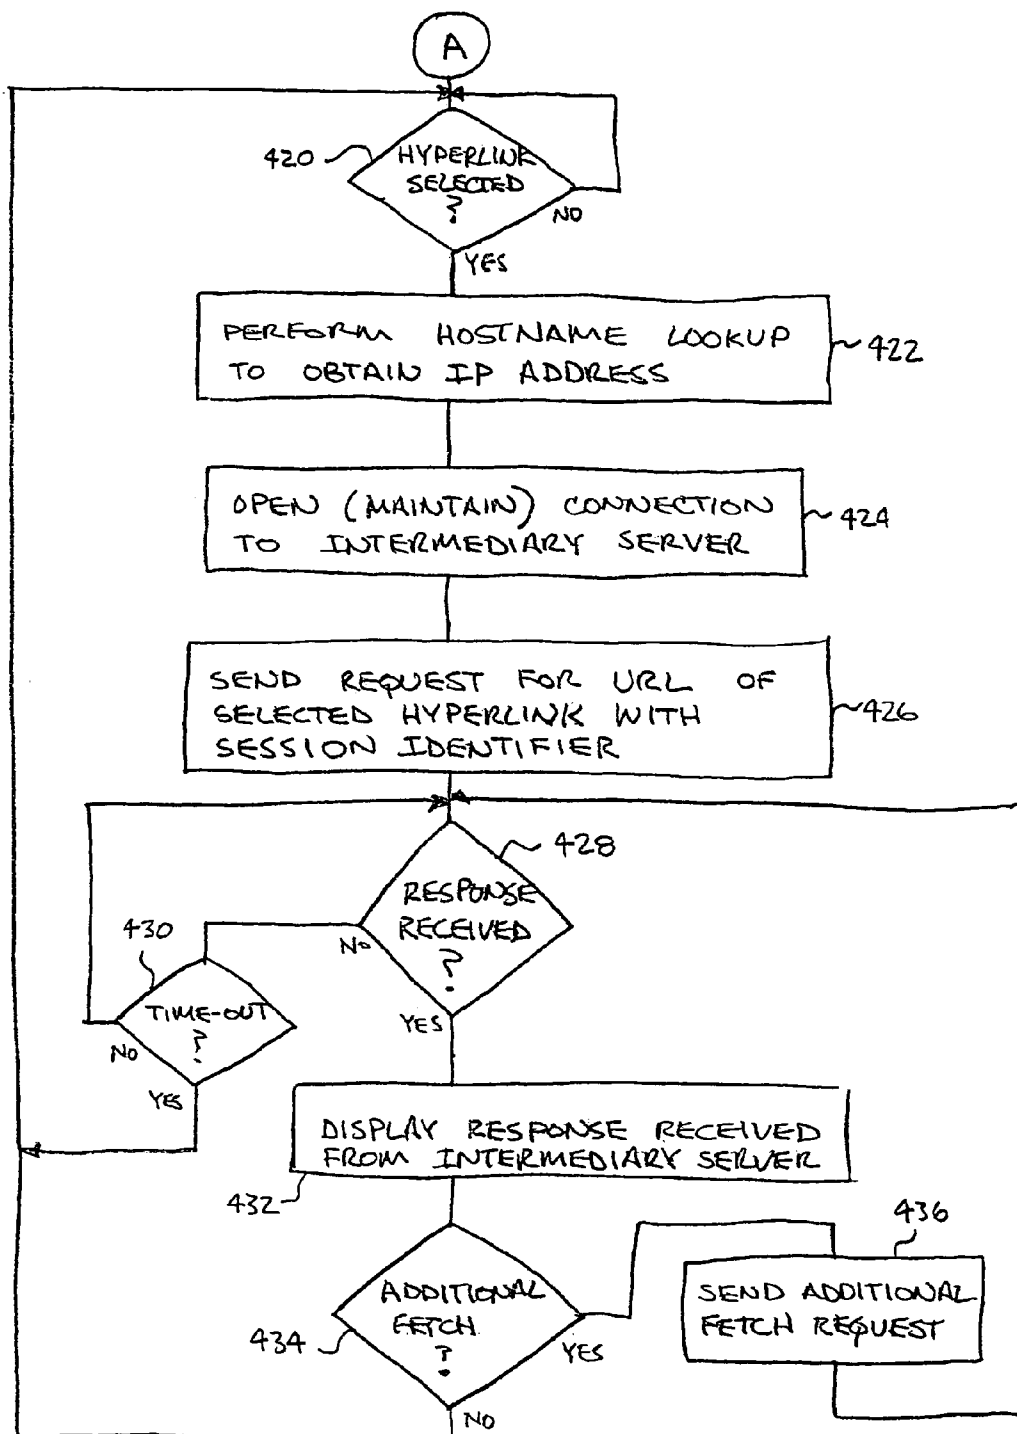 A
420
HYPERLINK
SELECTED
?
NO
YES
PERFORM HOSTNAME LOOKUP
TO OBTAIN IP ADDRESS
422
OPEN (MAINTAIN) CONNECTION
TO INTERMEDIARY SERVER
424
SEND REQUEST FOR URL OF
SELECTED HYPERLINK WITH
SESSION IDENTIFIER
426
428
RESPONSE
RECEIVED
?
NO
YES
430
TIME-OUT
?
NO
YES
DISPLAY RESPONSE RECEIVED
FROM INTERMEDIARY SERVER
432
ADDITIONAL
FETCH
?
434
YES
NO
436
SEND ADDITIONAL
FETCH REQUEST